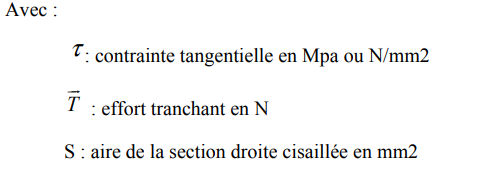 Avec :
τ : contrainte tangentielle en Mpa ou N/mm2
T⃗ : effort tranchant en N
S : aire de la section droite cisaillée en mm2